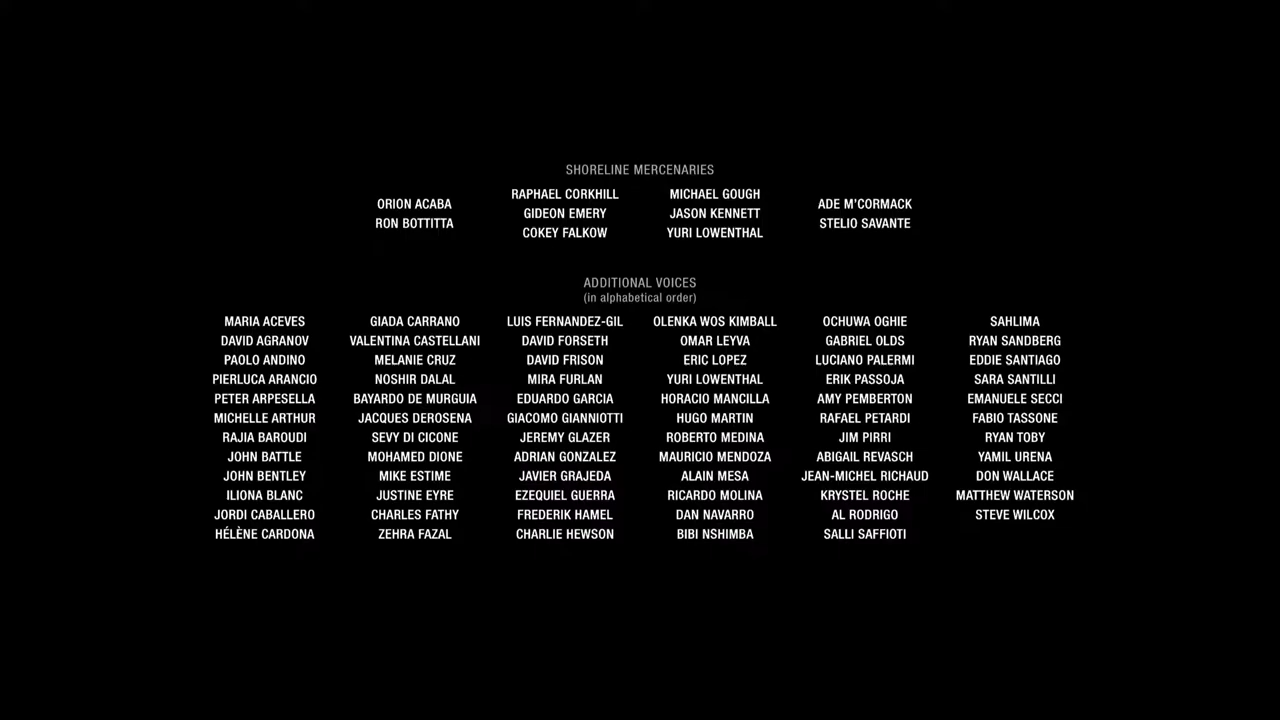 SHORELINE MERCENARIES
ORION ACABA
RON BOTTITTA
RAPHAEL CORKHILL
GIDEON EMERY
COKEY FALKOW
MICHAEL GOUGH
JASON KENNETT
YURI LOWENTHAL
ADE M'CORMACK
STELIO SAVANTE
ADDITIONAL VOICES
(in alphabetical order)
MARIA ACEVES
DAVID AGRANOV
PAOLO ANDINO
PIERLUCA ARANCIO
PETER ARPESELLA
MICHELLE ARTHUR
RAJIA BAROUDI
JOHN BATTLE
JOHN BENTLEY
ILIONA BLANC
JORDI CABALLERO
HÉLÈNE CARDONA
GIADA CARRANO
VALENTINA CASTELLANI
MELANIE CRUZ
NOSHIR DALAL
BAYARDO DE MURGUIA
JACQUES DEROSENA
SEVY DI CICONE
MOHAMED DIONE
MIKE ESTIME
JUSTINE EYRE
CHARLES FATHY
ZEHRA FAZAL
LUIS FERNANDEZ-GIL
DAVID FORSETH
DAVID FRISON
MIRA FURLAN
EDUARDO GARCIA
GIACOMO GIANNIOTTI
JEREMY GLAZER
ADRIAN GONZALEZ
JAVIER GRAJEDA
EZEQUIEL GUERRA
FREDERIK HAMEL
CHARLIE HEWSON
OLENKA WOS KIMBALL
OMAR LEYVA
ERIC LOPEZ
YURI LOWENTHAL
HORACIO MANCILLA
HUGO MARTIN
ROBERTO MEDINA
MAURICIO MENDOZA
ALAIN MESA
RICARDO MOLINA
DAN NAVARRO
BIBI NSHIMBA
OCHUWA OGHIE
GABRIEL OLDS
LUCIANO PALERMI
ERIK PASSOJA
AMY PEMBERTON
RAFAEL PETARDI
JIM PIRRI
ABIGAIL REVASCH
JEAN-MICHEL RICHAUD
KRYSTEL ROCHE
AL RODRIGO
SALLI SAFFIOTI
SAHLIMA
RYAN SANDBERG
EDDIE SANTIAGO
SARA SANTILLI
EMANUELE SECCI
FABIO TASSONE
RYAN TOBY
YAMIL URENA
DON WALLACE
MATTHEW WATERSON
STEVE WILCOX